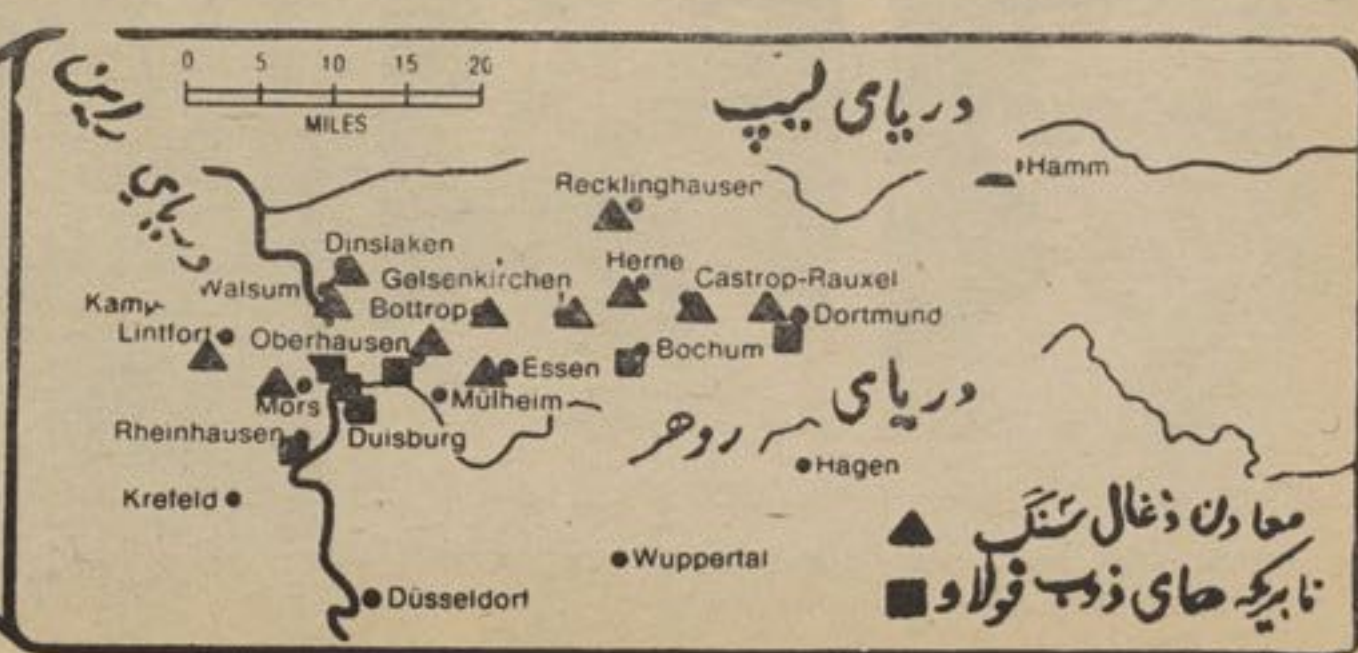 0 5 10 15 20
MILES
دریای راین
دریای لیپ
Hamm
Recklinghausen
Dinslaken
Walsum
Gelsenkirchen
Herne
Castrop-Rauxel
Kamp
Lintfort
Bottrop
Dortmund
Oberhausen
Bochum
Essen
Mörs
Mülheim
دریای روهر
Rheinhausen
Duisburg
Hagen
Krefeld
معادن ذغال سنگ
Wuppertal
فابریکه های ذوب فولاد
Düsseldorf